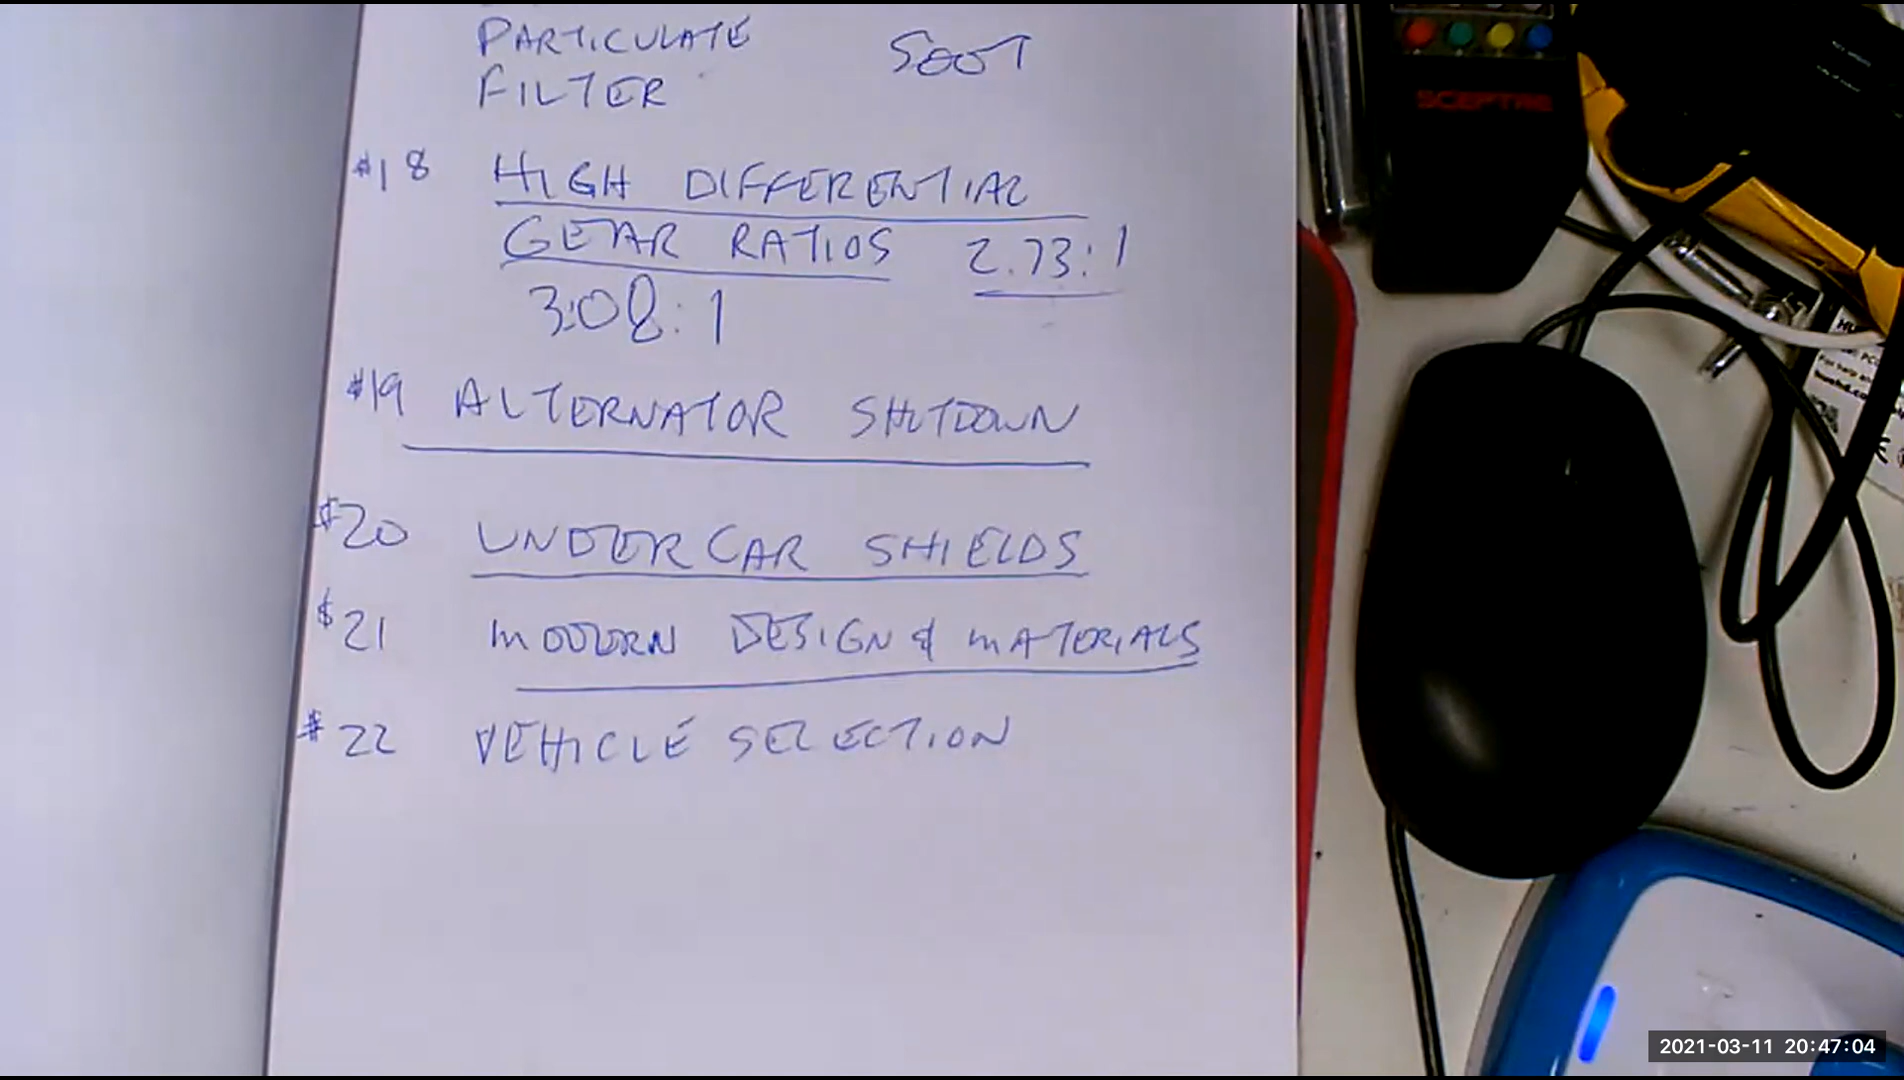 PARTICULATE SOOT
FILTER
#18 HIGH DIFFERENTIAL
GEAR RATIOS 2.73:1
3:08:1
#19 ALTERNATOR SHUTDOWN
#20 UNDERCAR SHIELDS
#21 MODERN DESIGN & MATERIALS
#22 VEHICLE SELECTION
SCEPTRE
2021-03-11 20:47:04